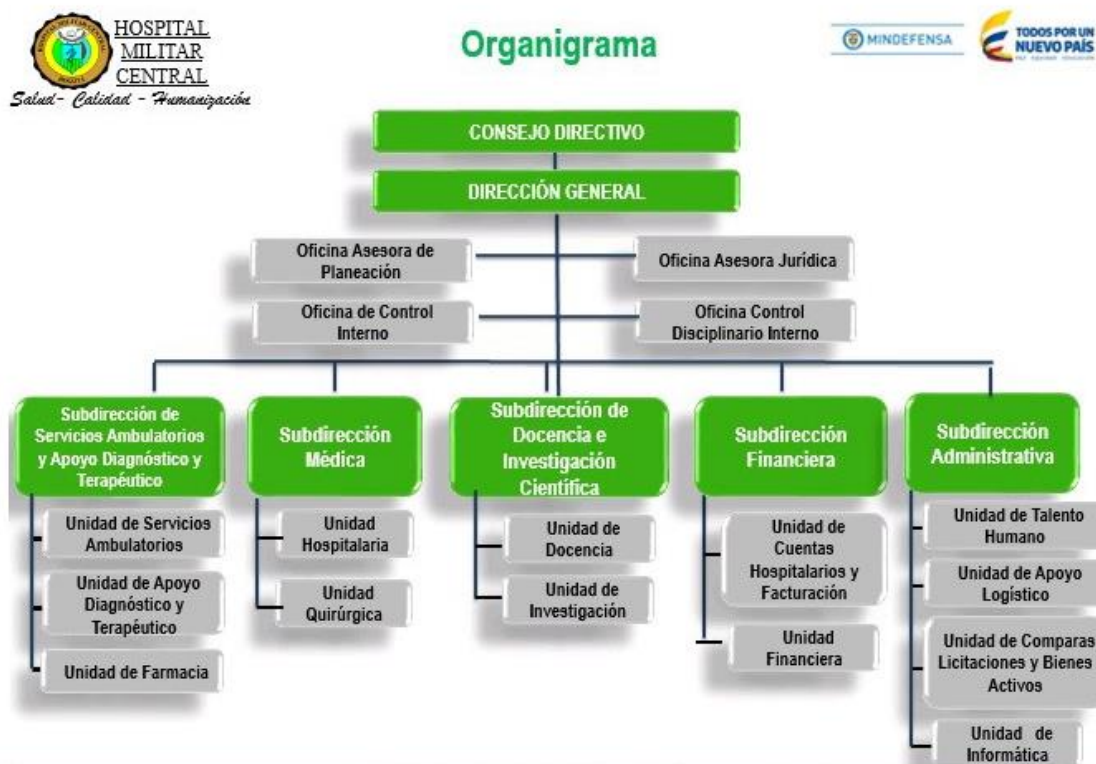 HOSPITAL
MILITAR
CENTRAL
Salud- Calidad - Humanización
Organigrama
MINDEFENSA
TODOS POR UN
NUEVO PAÍS
PAZ EQUIDAD EDUCACIÓN
CONSEJO DIRECTIVO
DIRECCIÓN GENERAL
Oficina Asesora de
Planeación
Oficina Asesora Jurídica
Oficina de Control
Interno
Oficina Control
Disciplinario Interno
Subdirección de
Servicios Ambulatorios
y Apoyo Diagnóstico y
Terapéutico
Unidad de Servicios
Ambulatorios
Unidad de Apoyo
Diagnóstico y
Terapéutico
Unidad de Farmacia
Subdirección
Médica
Unidad
Hospitalaria
Unidad
Quirúrgica
Subdirección de
Docencia e
Investigación
Científica
Unidad de
Docencia
Unidad de
Investigación
Subdirección
Financiera
Unidad de
Cuentas
Hospitalarios y
Facturación
Unidad
Financiera
Subdirección
Administrativa
Unidad de Talento
Humano
Unidad de Apoyo
Logístico
Unidad de Comparas
Licitaciones y Bienes
Activos
Unidad de
Informática